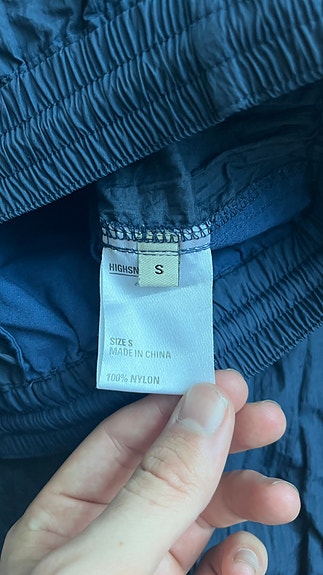 HIGHSN
S
SIZE S
MADE IN CHINA
100% NYLON